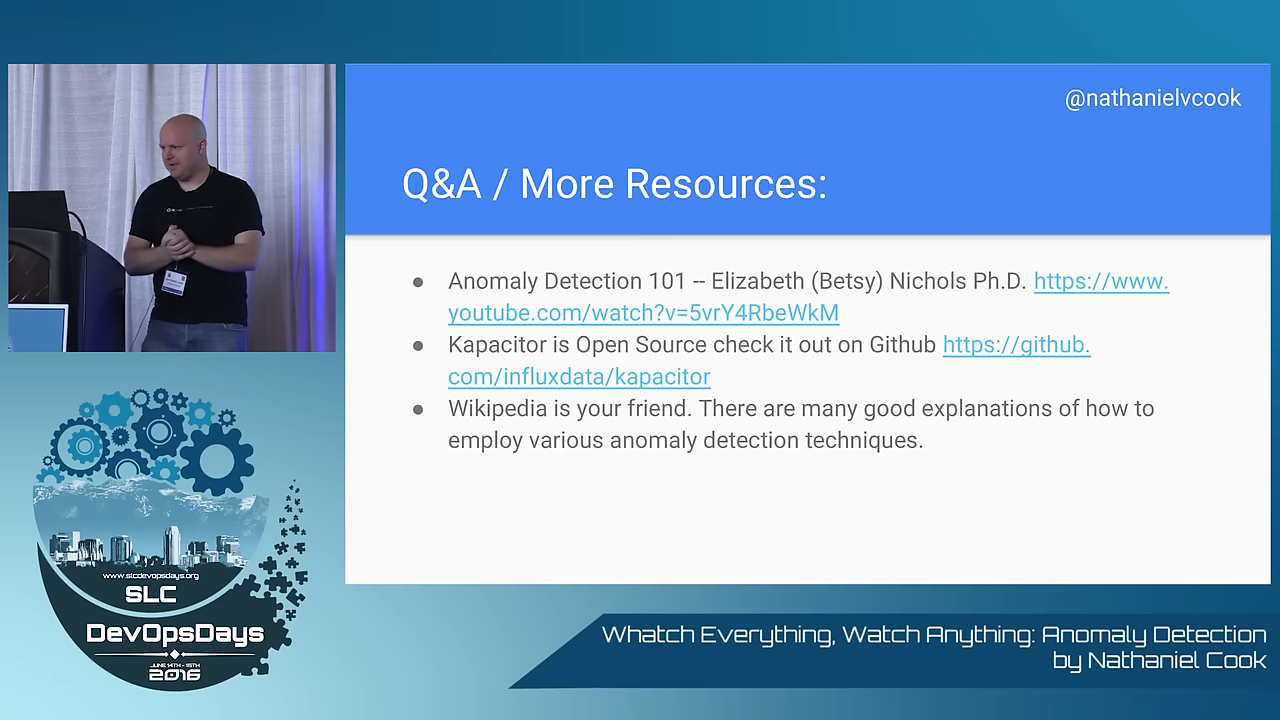 @nathanielvcook
Q&A / More Resources:
● Anomaly Detection 101 -- Elizabeth (Betsy) Nichols Ph.D. https://www.
youtube.com/watch?v=5vrY4RbeWkM
● Kapacitor is Open Source check it out on Github https://github.
com/influxdata/kapacitor
● Wikipedia is your friend. There are many good explanations of how to
employ various anomaly detection techniques.
www.slcdevopsdays.org
SLC
DevOpsDays
JUNE 14TH - 15TH
2016
Whatch Everything, Watch Anything: Anomaly Detection
by Nathaniel Cook